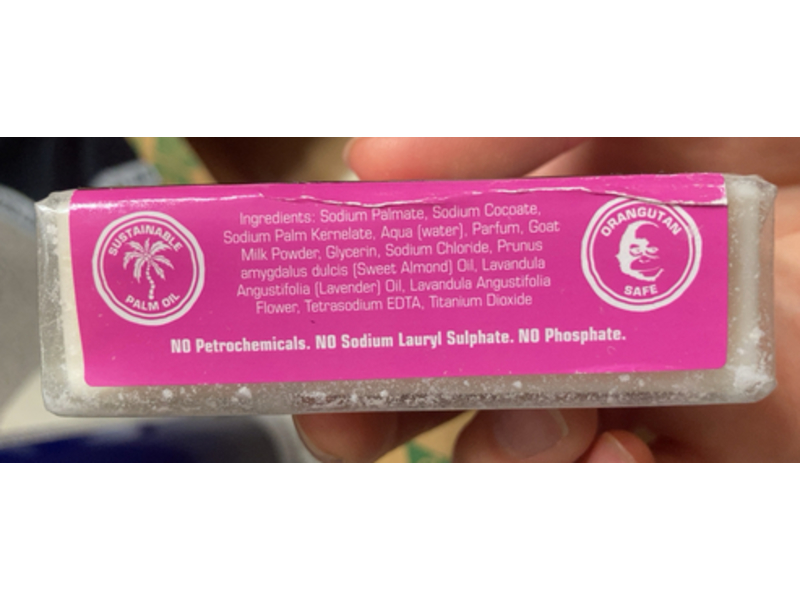 SUSTAINABLE
PALM OIL
Ingredients: Sodium Palmate, Sodium Cocoate,
Sodium Palm Kernelate, Aqua (water), Parfum, Goat
Milk Powder, Glycerin, Sodium Chloride, Prunus
amygdalus dulcis (Sweet Almond) Oil, Lavandula
Angustifolia (Lavender) Oil, Lavandula Angustifolia
Flower, Tetrasodium EDTA, Titanium Dioxide
ORANGUTAN
SAFE
NO Petrochemicals. NO Sodium Lauryl Sulphate. NO Phosphate.